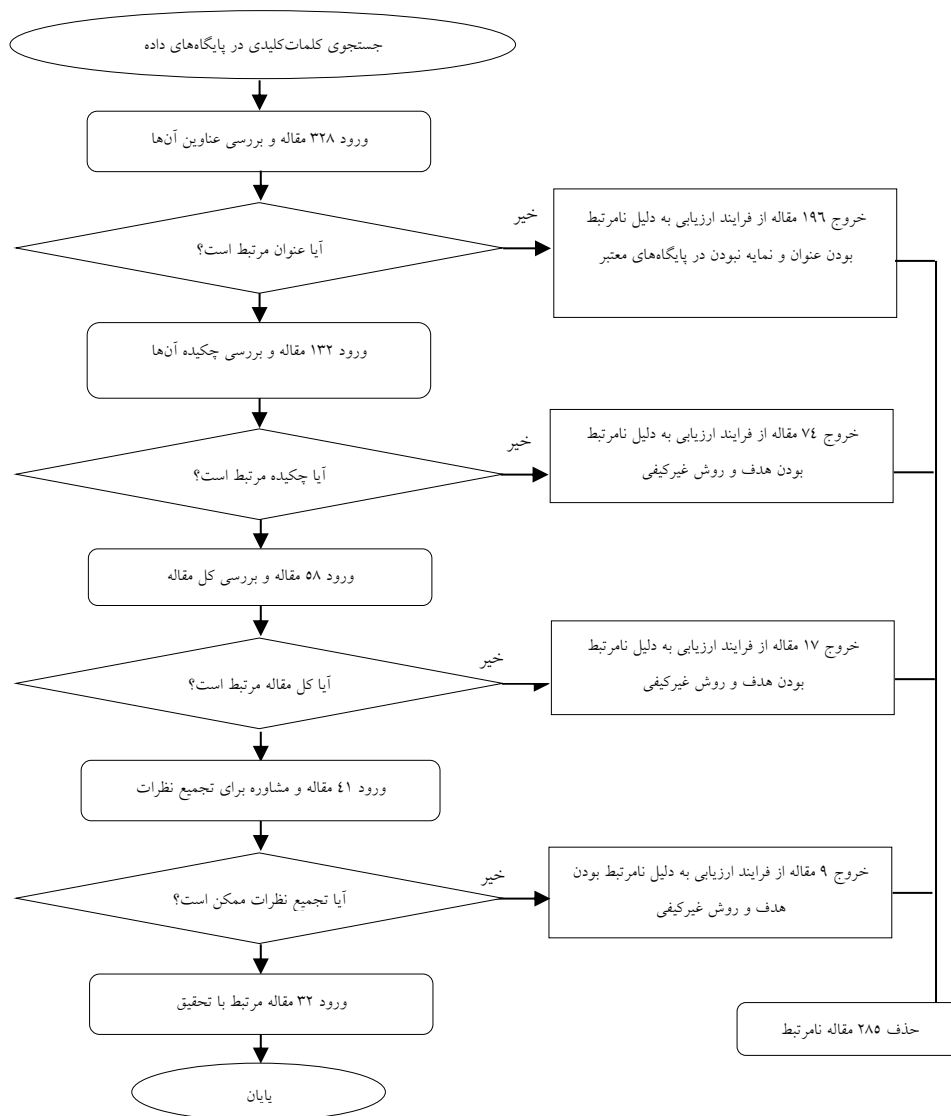 جستجوی کلمات‌کلیدی در پایگاه‌های داده
ورود ۳۲۸ مقاله و بررسی عناوین آن‌ها
آیا عنوان مرتبط است؟
خیر
خروج ۱۹۶ مقاله از فرایند ارزیابی به دلیل نامرتبط
بودن عنوان و نمایه نبودن در پایگاه‌های معتبر
ورود ۱۳۲ مقاله و بررسی چکیده آن‌ها
آیا چکیده مرتبط است؟
خیر
خروج ۷۴ مقاله از فرایند ارزیابی به دلیل نامرتبط
بودن هدف و روش غیرکیفی
ورود ۵۸ مقاله و بررسی کل مقاله
آیا کل مقاله مرتبط است؟
خیر
خروج ۱۷ مقاله از فرایند ارزیابی به دلیل نامرتبط
بودن هدف و روش غیرکیفی
ورود ۴۱ مقاله و مشاوره برای تجمیع نظرات
آیا تجمیع نظرات ممکن است؟
خیر
خروج ۹ مقاله از فرایند ارزیابی به دلیل نامرتبط بودن
هدف و روش غیرکیفی
ورود ۳۲ مقاله مرتبط با تحقیق
حذف ۲۸۵ مقاله نامرتبط
پایان